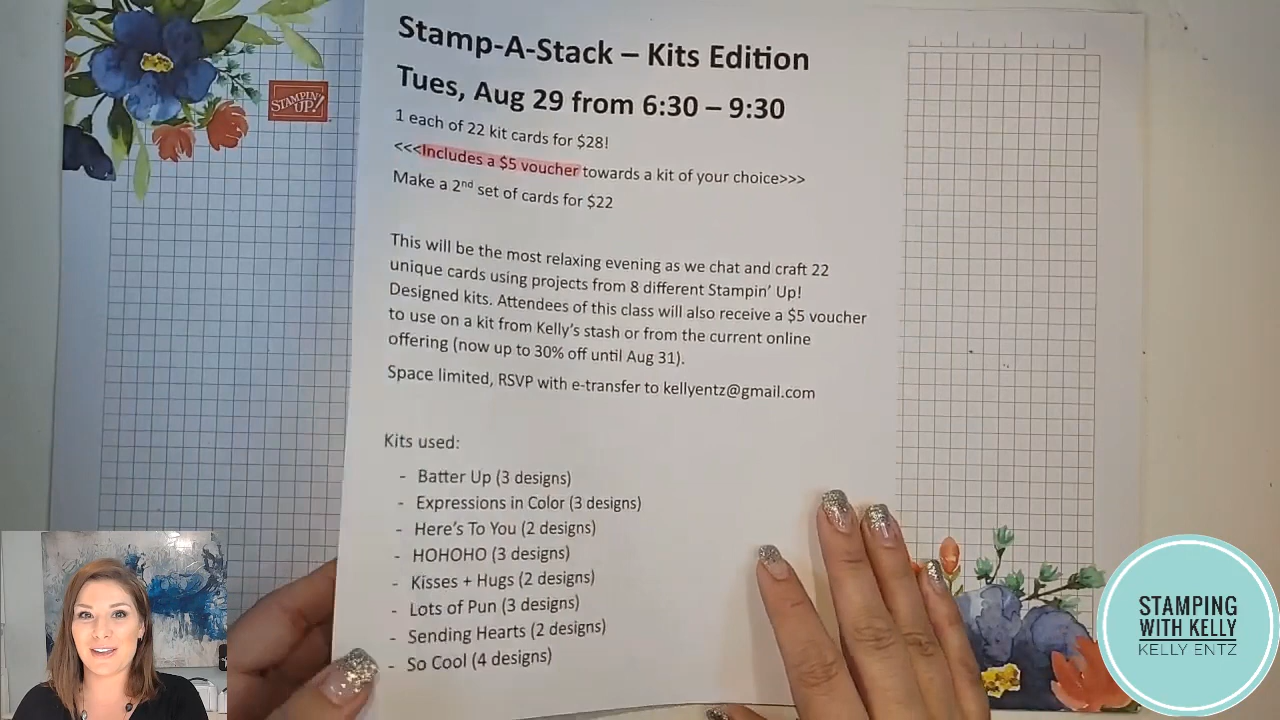 Stamp-A-Stack – Kits Edition
Tues, Aug 29 from 6:30 – 9:30
1 each of 22 kit cards for $28!
<<<Includes a $5 voucher towards a kit of your choice>>>
Make a 2nd set of cards for $22
This will be the most relaxing evening as we chat and craft 22
unique cards using projects from 8 different Stampin' Up!
Designed kits. Attendees of this class will also receive a $5 voucher
to use on a kit from Kelly's stash or from the current online
offering (now up to 30% off until Aug 31).
Space limited, RSVP with e-transfer to kellyentz@gmail.com
Kits used:
- Batter Up (3 designs)
- Expressions in Color (3 designs)
- Here's To You (2 designs)
- HOHOHO (3 designs)
- Kisses + Hugs (2 designs)
- Lots of Pun (3 designs)
- Sending Hearts (2 designs)
- So Cool (4 designs)
STAMPIN' UP!
STAMPING
WITH KELLY
KELLY ENTZ